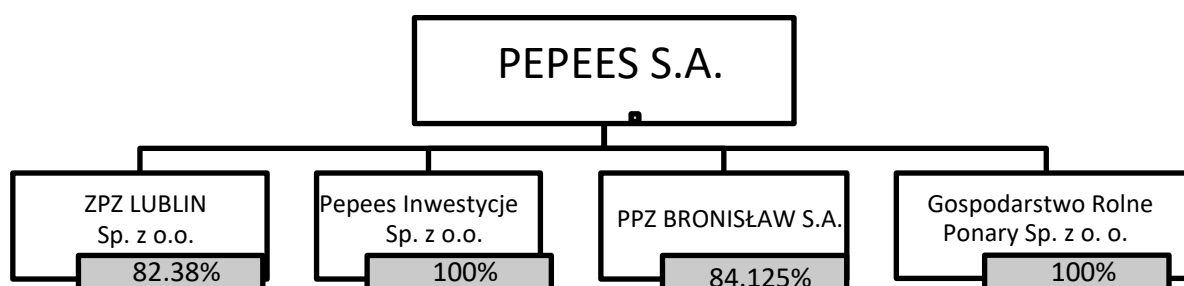 PEPEES S.A.
ZPZ LUBLIN
Sp. z o.o.
82.38%
Pepees Inwestycje
Sp. z o.o.
100%
PPZ BRONISŁAW S.A.
84.125%
Gospodarstwo Rolne
Ponary Sp. z o. o.
100%